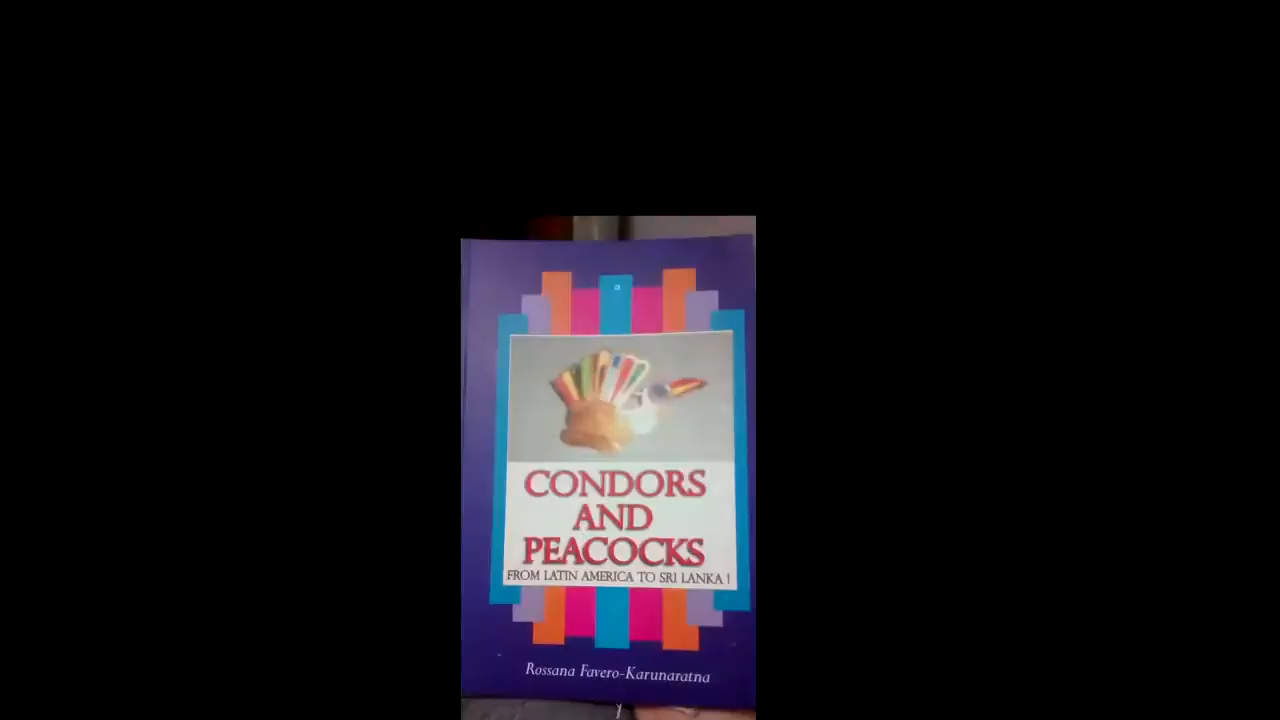 CONDORS
AND
PEACOCKS
FROM LATIN AMERICA TO SRI LANKA !
Rossana Favero-Karunaratna